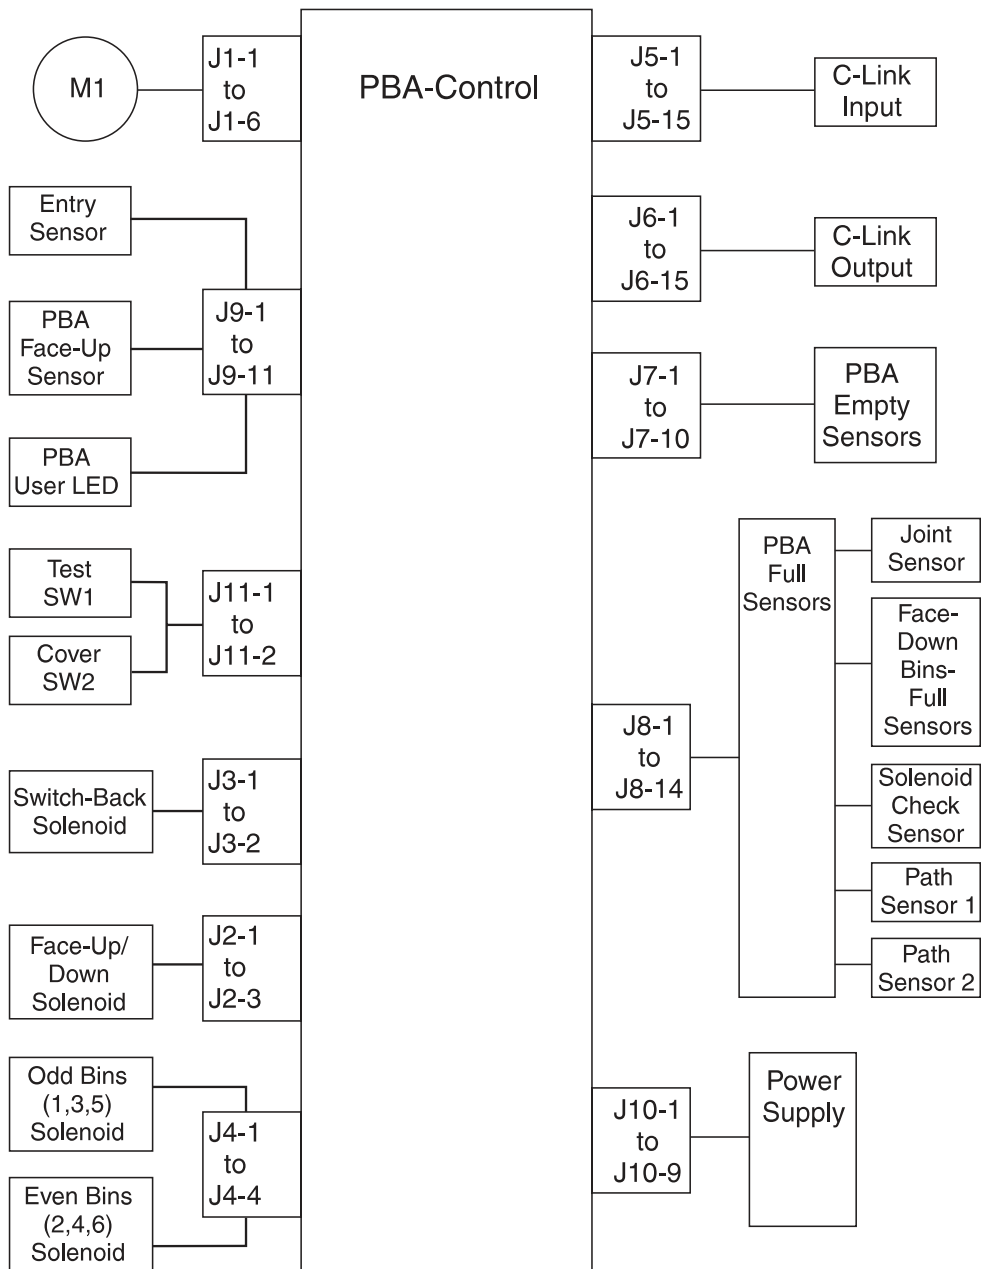 PBA-Control
M1
J1-1
to
J1-6
Entry
Sensor
PBA
Face-Up
Sensor
PBA
User LED
J9-1
to
J9-11
Test
SW1
Cover
SW2
J11-1
to
J11-2
Switch-Back
Solenoid
J3-1
to
J3-2
Face-Up/
Down
Solenoid
J2-1
to
J2-3
Odd Bins
(1,3,5)
Solenoid
Even Bins
(2,4,6)
Solenoid
J4-1
to
J4-4
J5-1
to
J5-15
C-Link
Input
J6-1
to
J6-15
C-Link
Output
J7-1
to
J7-10
PBA
Empty
Sensors
J8-1
to
J8-14
PBA
Full
Sensors
Joint
Sensor
Face-
Down
Bins-
Full
Sensors
Solenoid
Check
Sensor
Path
Sensor 1
Path
Sensor 2
J10-1
to
J10-9
Power
Supply